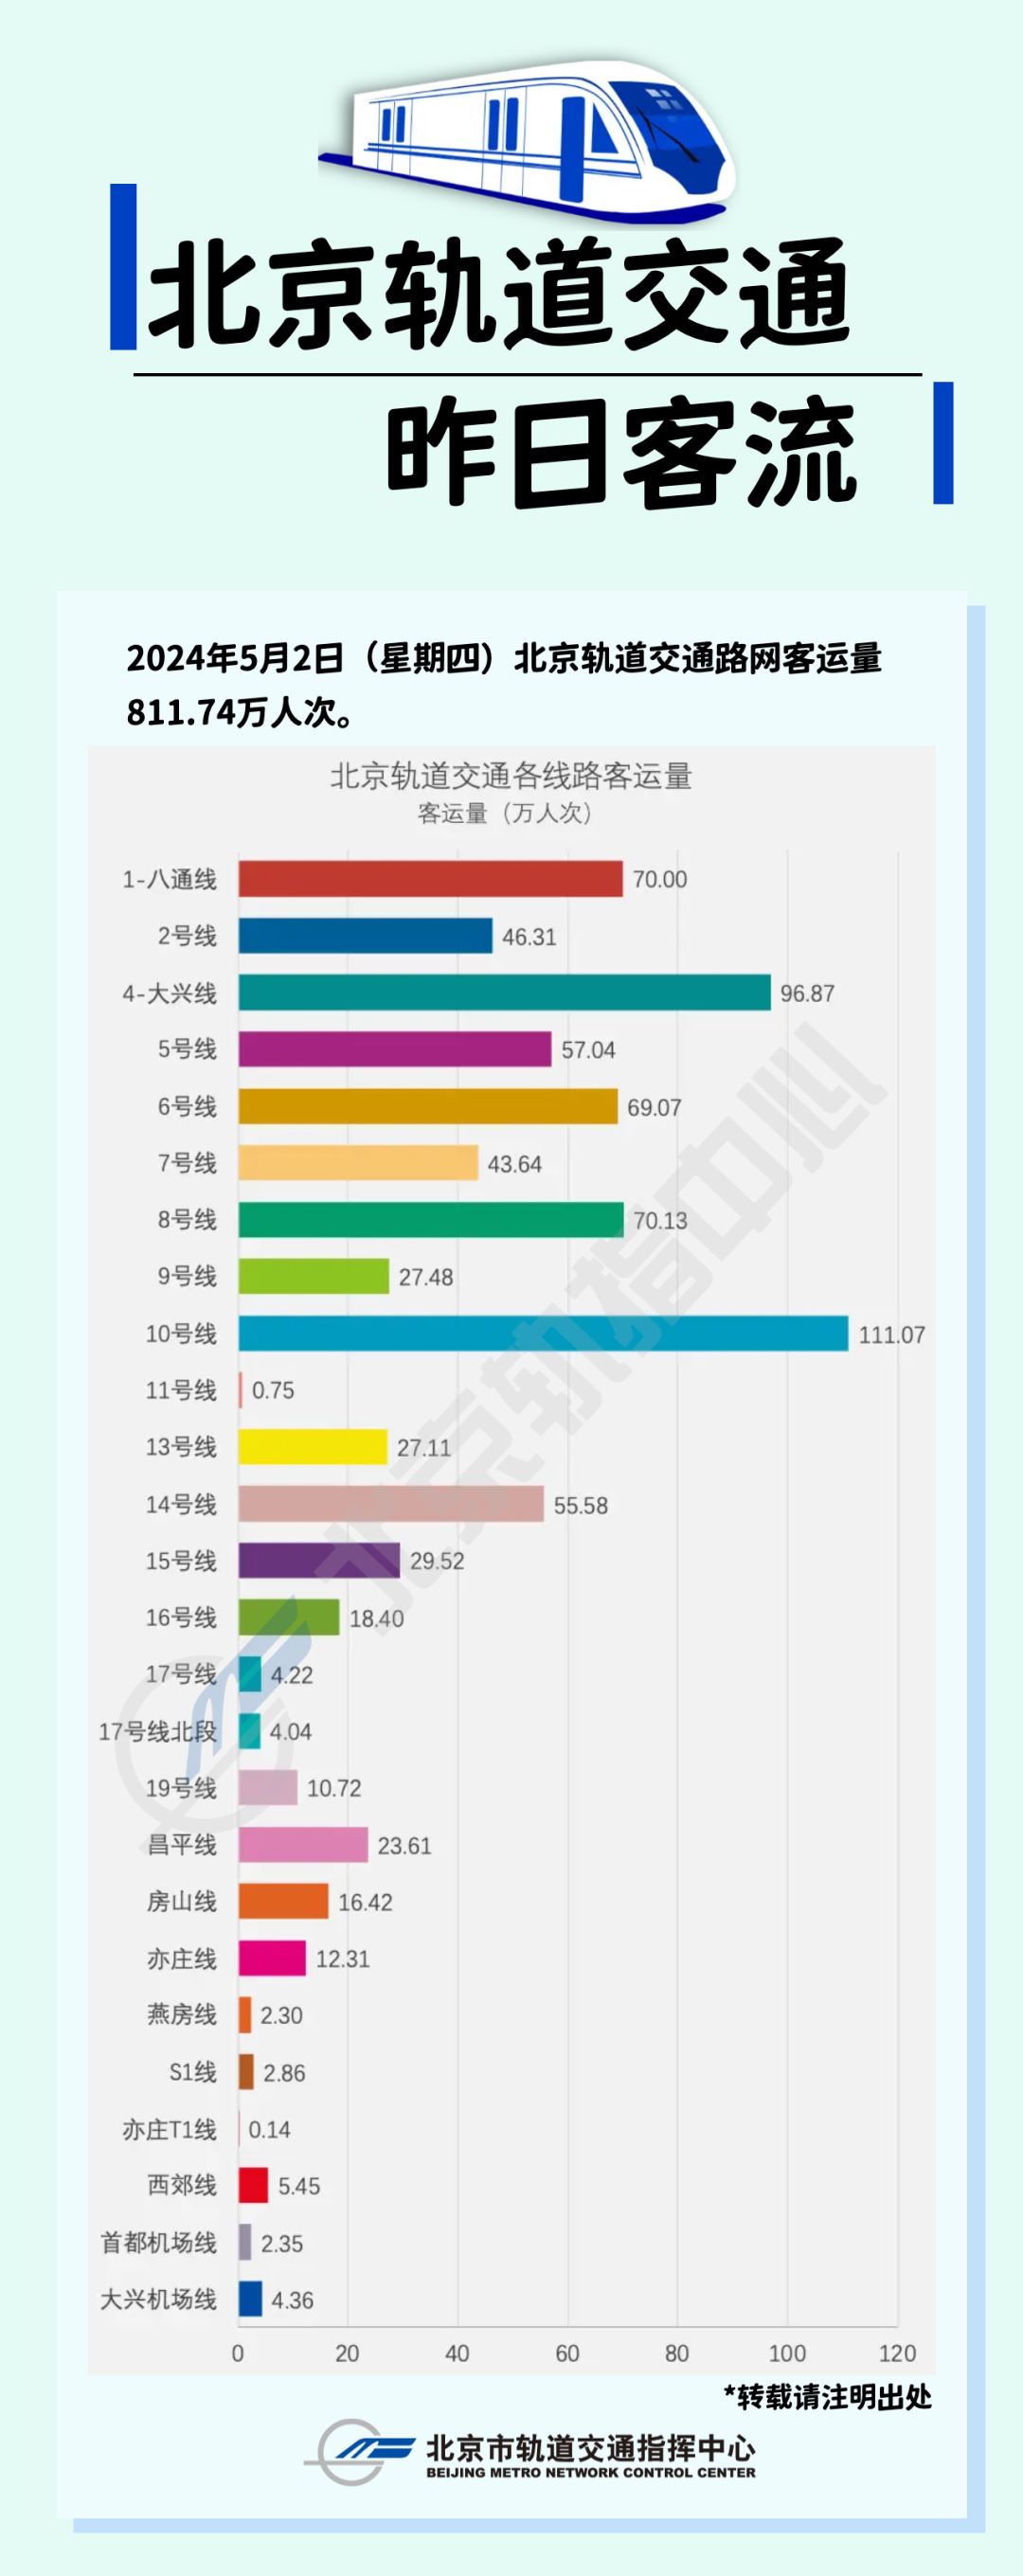 北京轨道交通
昨日客流
2024年5月2日（星期四）北京轨道交通路网客运量
811.74万人次。
北京轨道交通各线路客运量
客运量（万人次）
1-八通线 70.00
2号线 46.31
4-大兴线 96.87
5号线 57.04
6号线 69.07
7号线 43.64
8号线 70.13
9号线 27.48
10号线 111.07
11号线 0.75
13号线 27.11
14号线 55.58
15号线 29.52
16号线 18.40
17号线 4.22
17号线北段 4.04
19号线 10.72
昌平线 23.61
房山线 16.42
亦庄线 12.31
燕房线 2.30
S1线 2.86
亦庄T1线 0.14
西郊线 5.45
首都机场线 2.35
大兴机场线 4.36
0 20 40 60 80 100 120
北京轨指中心
*转载请注明出处
北京市轨道交通指挥中心
BEIJING METRO NETWORK CONTROL CENTER